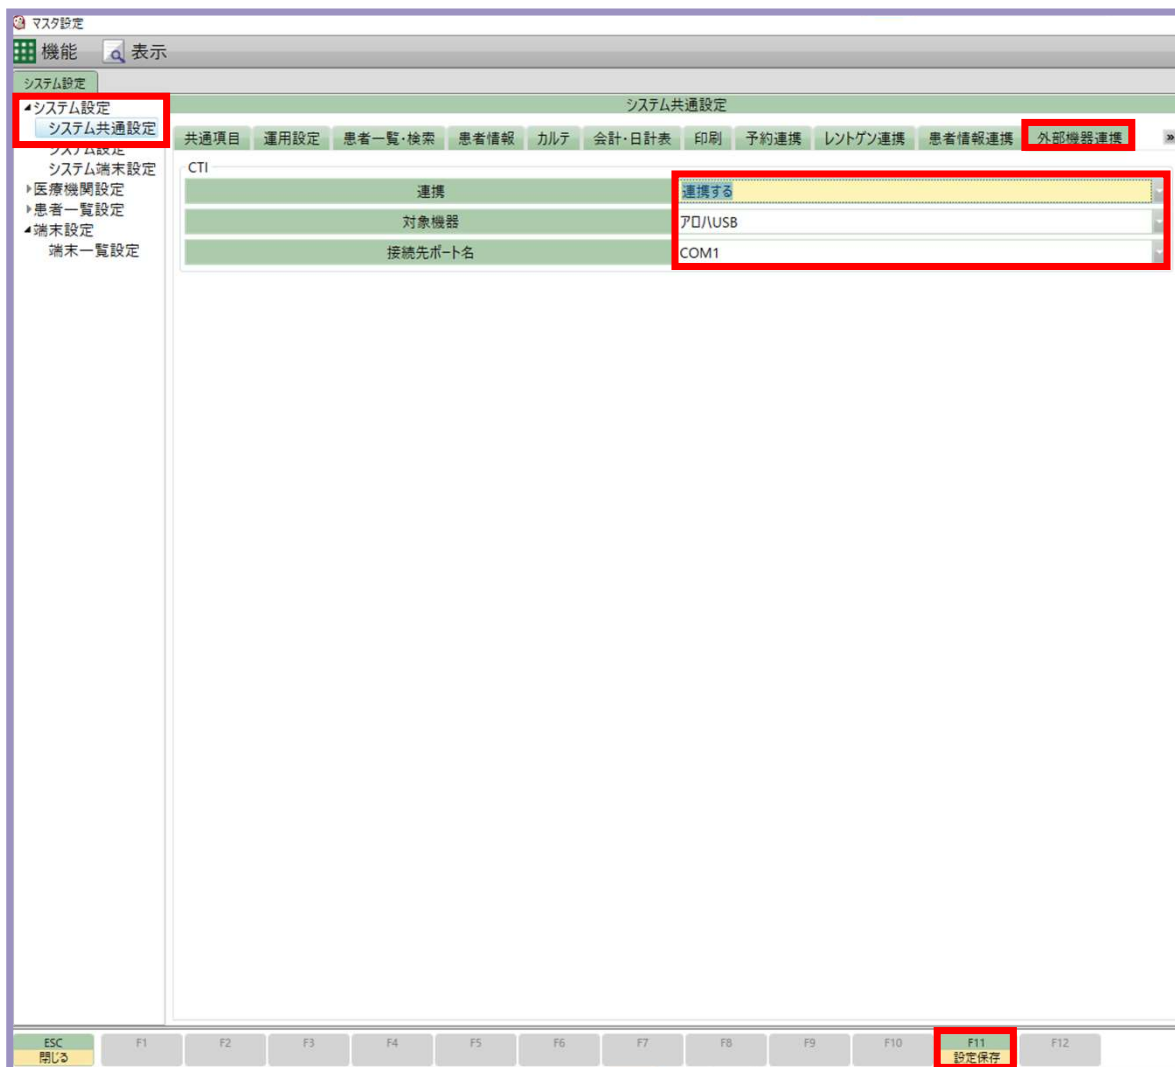 マスタ設定
機能 表示
システム設定
システム設定
システム共通設定
システム設定
システム端末設定
医療機関設定
患者一覧設定
端末設定
端末一覧設定
システム共通設定
共通項目 運用設定 患者一覧・検索 患者情報 カルテ 会計・日計表 印刷 予約連携 レントゲン連携 患者情報連携 外部機器連携 »
CTI
連携 連携する
対象機器 アロハUSB
接続先ポート名 COM1
ESC F1 F2 F3 F4 F5 F6 F7 F8 F9 F10 F11 F12
閉じる 設定保存